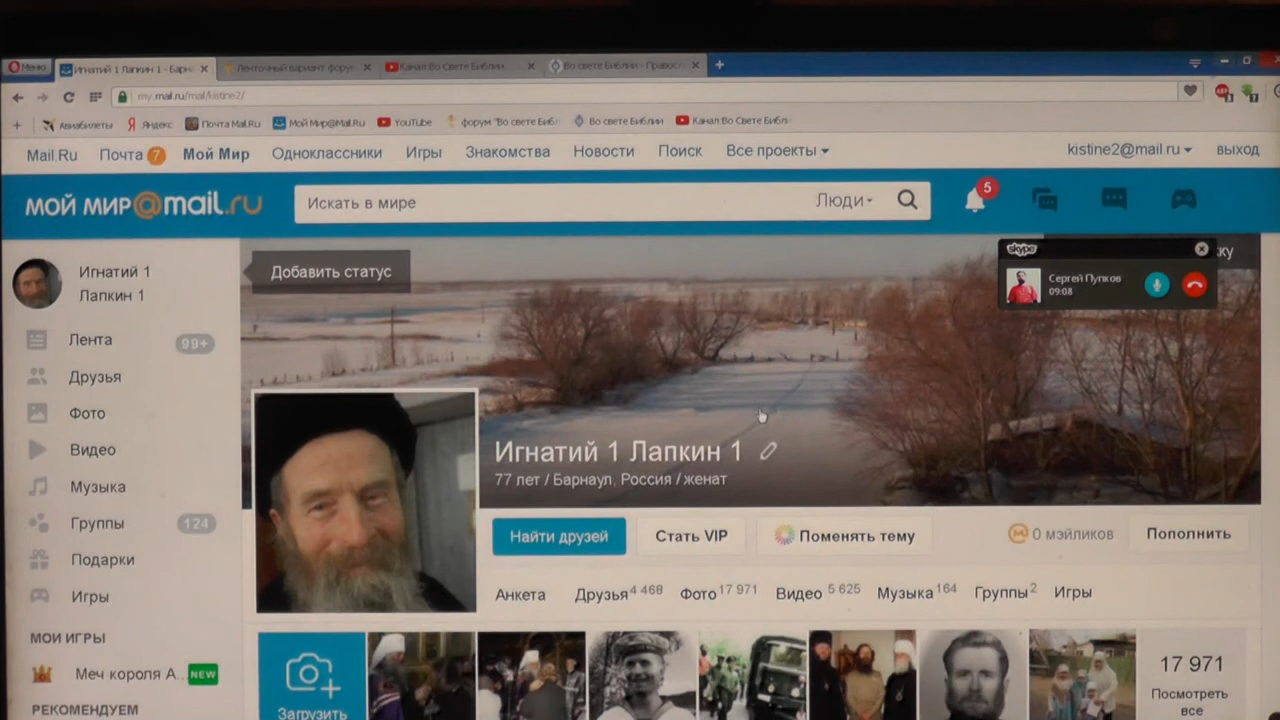 Меню
Игнатий 1 Лапкин 1 - Барна
Ленточный вариант фору
Канал:Во Свете Библии
Во свете Библии - Правосл
my.mail.ru/mail/kistine2/
Авиабилеты
Яндекс
Почта Mail.Ru
Мой Мир@Mail.Ru
YouTube
форум "Во свете Библ
Во свете Библии
Канал:Во Свете Библи
Mail.Ru
Почта 7
Мой Мир
Одноклассники
Игры
Знакомства
Новости
Поиск
Все проекты
kistine2@mail.ru
выход
МОЙ МИР@mail.ru
Искать в мире
Люди
5
Игнатий 1
Лапкин 1
Добавить статус
skype
Сергей Пупков
09:08
жку
Лента 99+
Друзья
Фото
Видео
Музыка
Группы 124
Подарки
Игры
МОИ ИГРЫ
Меч короля А... NEW
РЕКОМЕНДУЕМ
Игнатий 1 Лапкин 1
77 лет / Барнаул, Россия / женат
Найти друзей
Стать VIP
Поменять тему
0 мэйликов
Пополнить
Анкета
Друзья 4 468
Фото 17 971
Видео 5 625
Музыка 164
Группы 2
Игры
Загрузить
17 971
Посмотреть
все